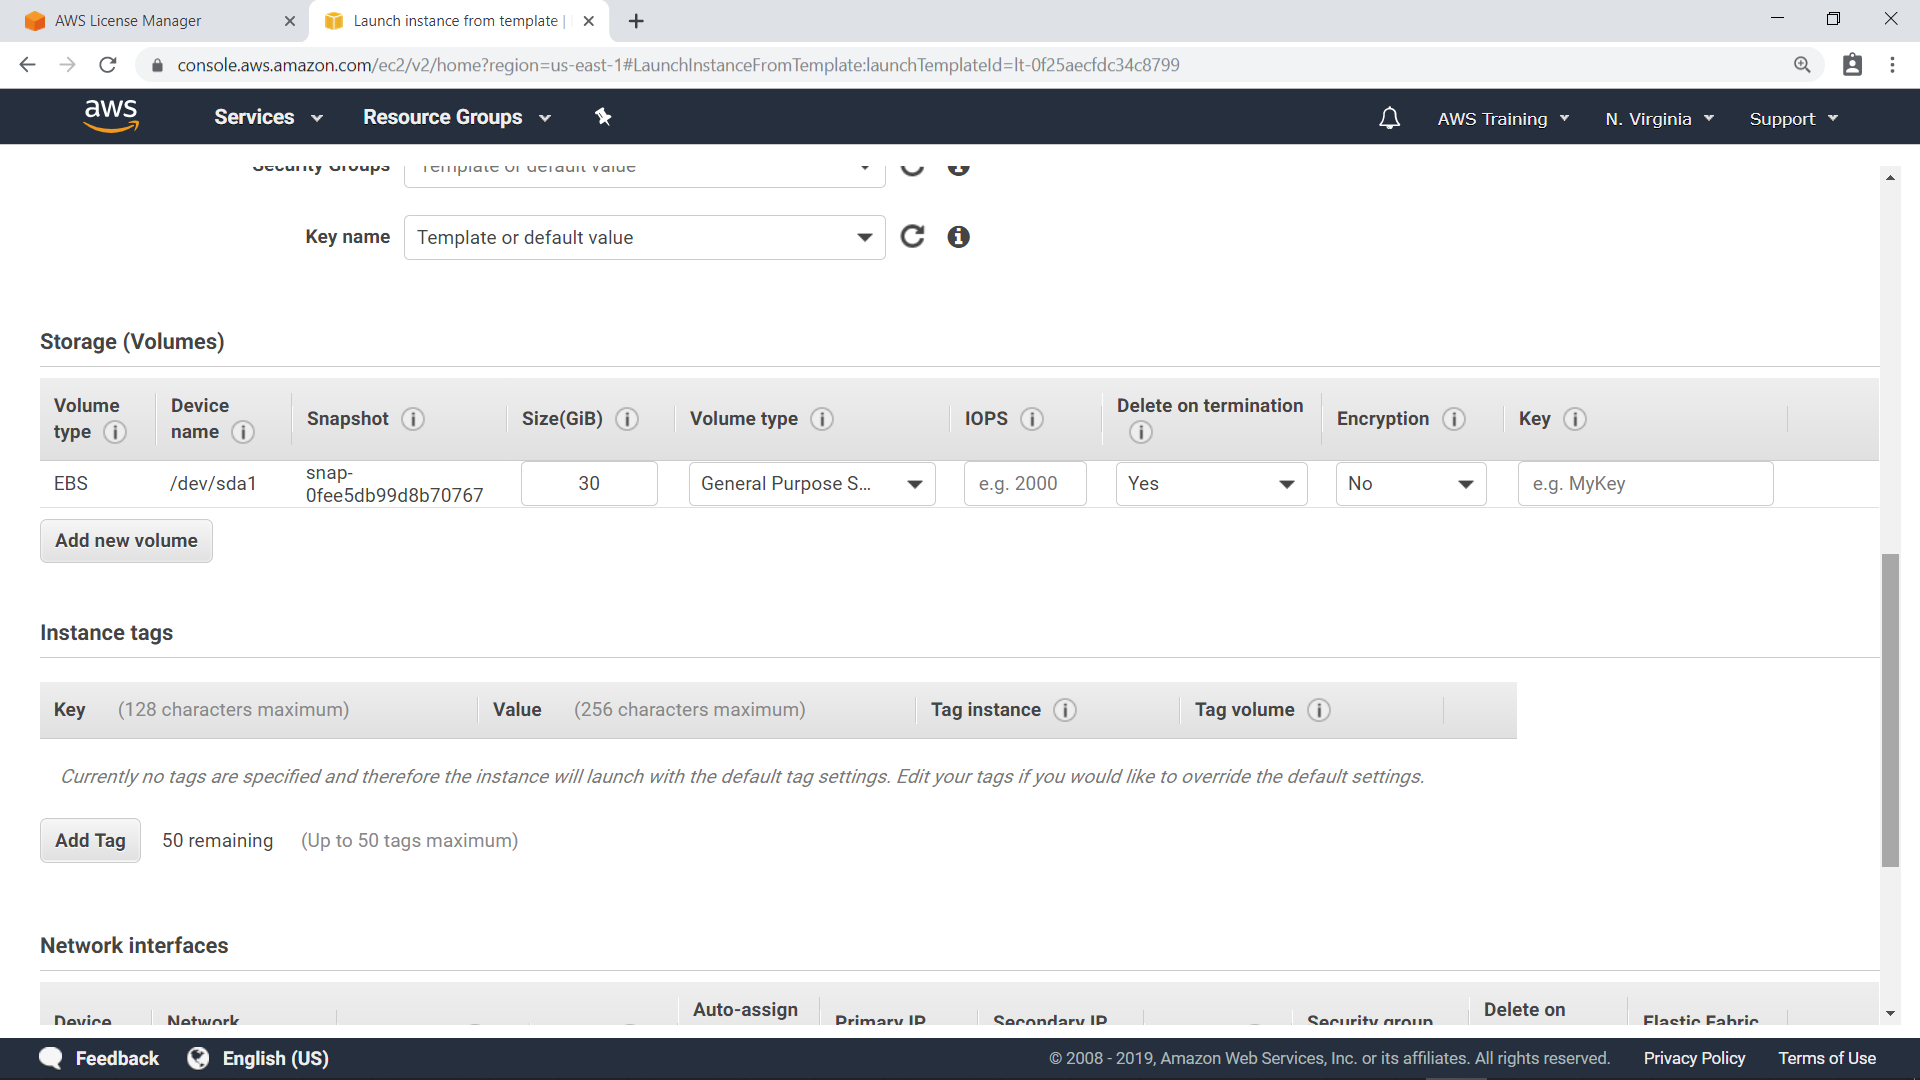 AWS License Manager
Launch instance from template |
console.aws.amazon.com/ec2/v2/home?region=us-east-1#LaunchInstanceFromTemplate:launchTemplateId=lt-0f25aecfdc34c8799
aws Services Resource Groups AWS Training N. Virginia Support
Security Groups Template or default value
Key name Template or default value
Storage (Volumes)
Volume type Device name Snapshot Size(GiB) Volume type IOPS Delete on termination Encryption Key
EBS /dev/sda1 snap-0fee5db99d8b70767 30 General Purpose S... e.g. 2000 Yes No e.g. MyKey
Add new volume
Instance tags
Key (128 characters maximum) Value (256 characters maximum) Tag instance Tag volume
Currently no tags are specified and therefore the instance will launch with the default tag settings. Edit your tags if you would like to override the default settings.
Add Tag 50 remaining (Up to 50 tags maximum)
Network interfaces
Device Network Auto-assign Primary IP Secondary IP Security group Delete on Elastic Fabric
Feedback English (US) © 2008 - 2019, Amazon Web Services, Inc. or its affiliates. All rights reserved. Privacy Policy Terms of Use